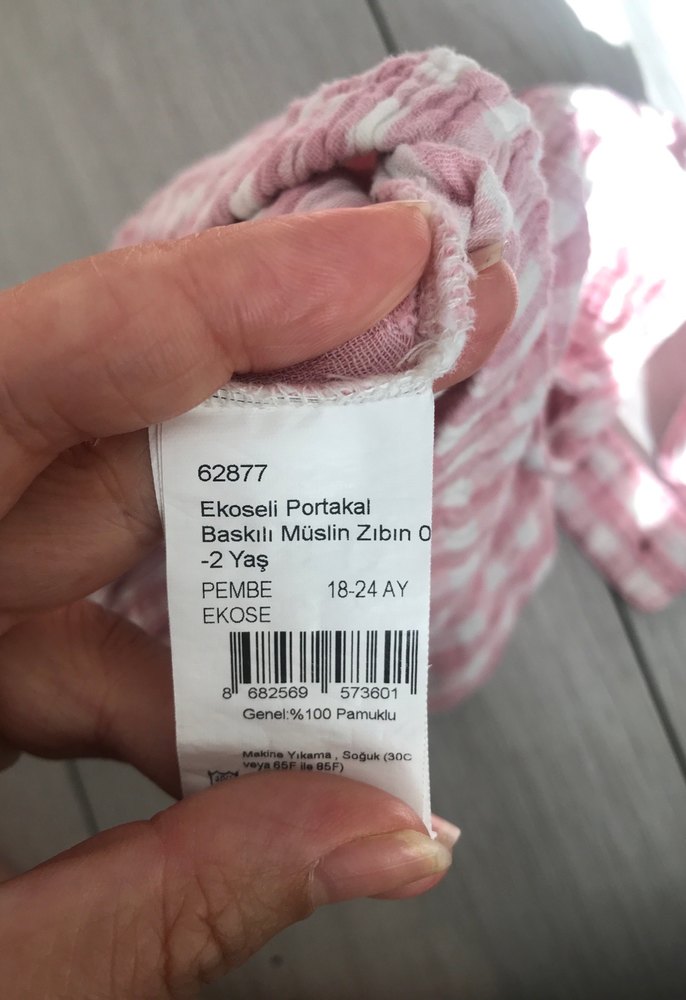 62877
Ekoseli Portakal
Baskılı Müslin Zıbın 0
-2 Yaş
PEMBE 18-24 AY
EKOSE
8 682569 573601
Genel:%100 Pamuklu
Makine Yıkama , Soğuk (30C
veya 65F ile 85F)